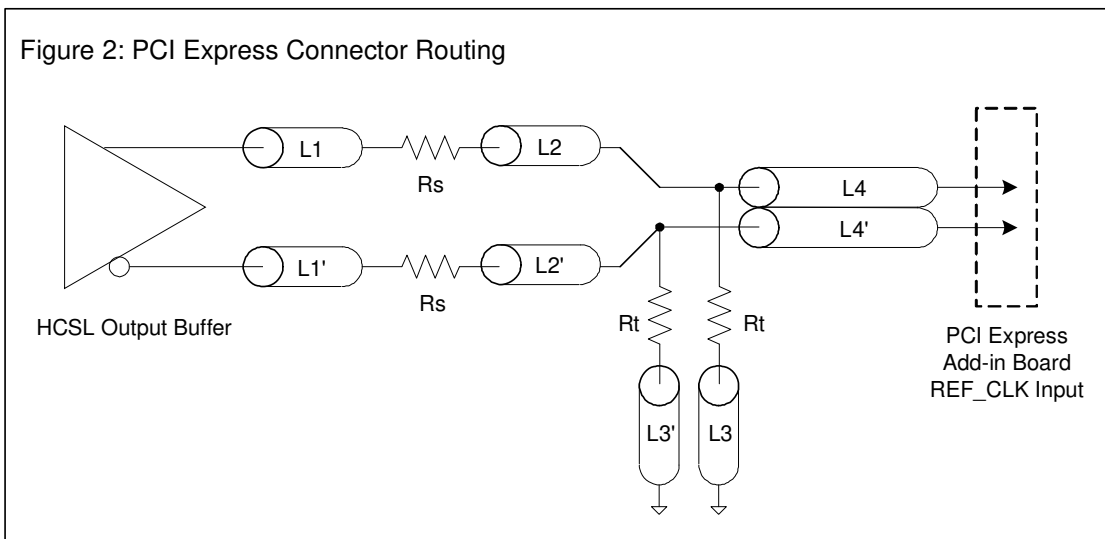 Figure 2: PCI Express Connector Routing
L1
Rs
L2
L4
L4'
L1'
Rs
L2'
HCSL Output Buffer
Rt
Rt
L3'
L3
PCI Express
Add-in Board
REF_CLK Input